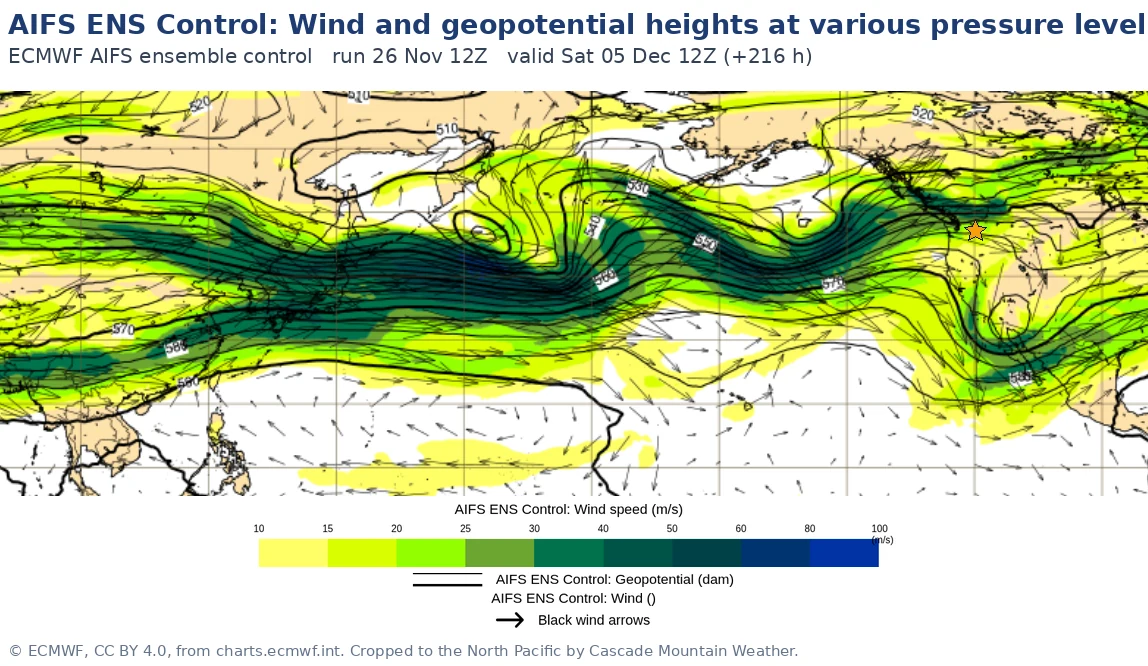 AIFS ENS Control: Wind and geopotential heights at various pressure level
ECMWF AIFS ensemble control run 26 Nov 12Z valid Sat 05 Dec 12Z (+216 h)
520
510
510
520
530
540
550
560
570
570
580
580
580
AIFS ENS Control: Wind speed (m/s)
10 15 20 25 30 40 50 60 80 100
(m/s)
AIFS ENS Control: Geopotential (dam)
AIFS ENS Control: Wind ()
Black wind arrows
© ECMWF, CC BY 4.0, from charts.ecmwf.int. Cropped to the North Pacific by Cascade Mountain Weather.